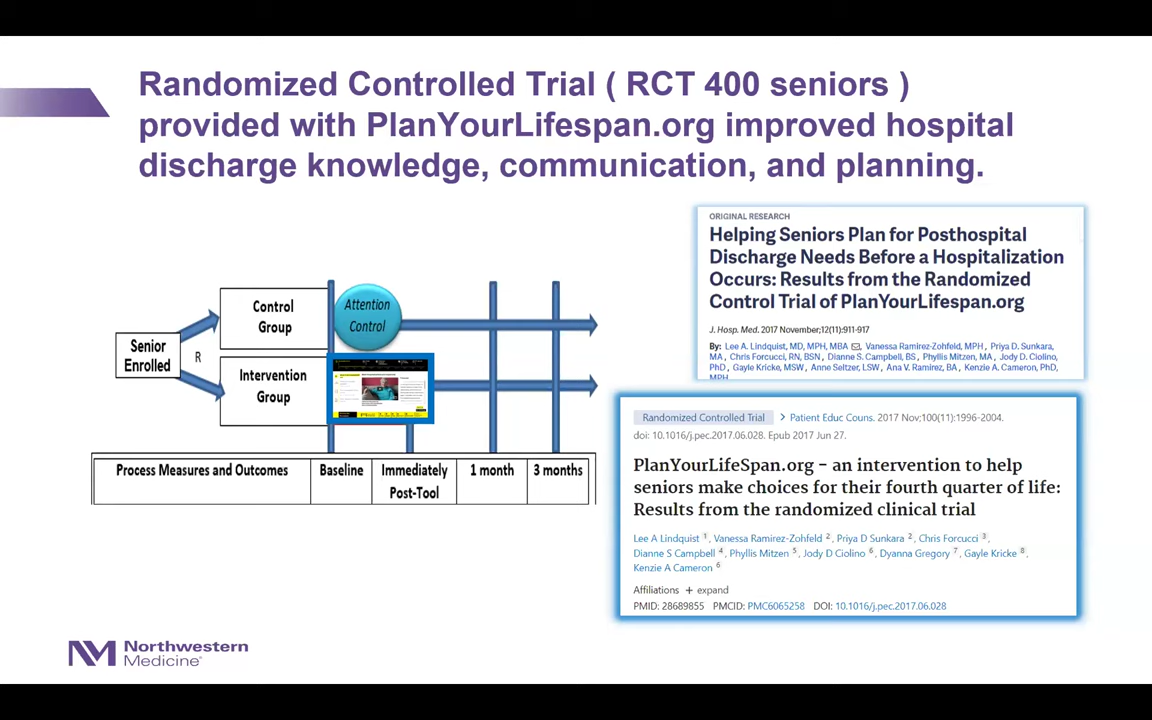 Randomized Controlled Trial ( RCT 400 seniors )
provided with PlanYourLifespan.org improved hospital
discharge knowledge, communication, and planning.
Senior
Enrolled
R
Control
Group
Intervention
Group
Attention
Control
Process Measures and Outcomes
Baseline
Immediately
Post-Tool
1 month
3 months
ORIGINAL RESEARCH
Helping Seniors Plan for Posthospital
Discharge Needs Before a Hospitalization
Occurs: Results from the Randomized
Control Trial of PlanYourLifespan.org
J. Hosp. Med. 2017 November;12(11):911-917
By: Lee A. Lindquist, MD, MPH, MBA, Vanessa Ramirez-Zohfeld, MPH, Priya D. Sunkara,
MA, Chris Forcucci, RN, BSN, Dianne S. Campbell, BS, Phyllis Mitzen, MA, Jody D. Ciolino,
PhD, Gayle Kricke, MSW, Anne Seltzer, LSW, Ana V. Ramirez, BA, Kenzie A. Cameron, PhD,
MPH
Randomized Controlled Trial > Patient Educ Couns. 2017 Nov;100(11):1996-2004.
doi: 10.1016/j.pec.2017.06.028. Epub 2017 Jun 27.
PlanYourLifeSpan.org - an intervention to help
seniors make choices for their fourth quarter of life:
Results from the randomized clinical trial
Lee A Lindquist 1, Vanessa Ramirez-Zohfeld 2, Priya D Sunkara 2, Chris Forcucci 3,
Dianne S Campbell 4, Phyllis Mitzen 5, Jody D Ciolino 6, Dyanna Gregory 7, Gayle Kricke 8,
Kenzie A Cameron 6
Affiliations + expand
PMID: 28689855 PMCID: PMC6065258 DOI: 10.1016/j.pec.2017.06.028
Northwestern
Medicine®